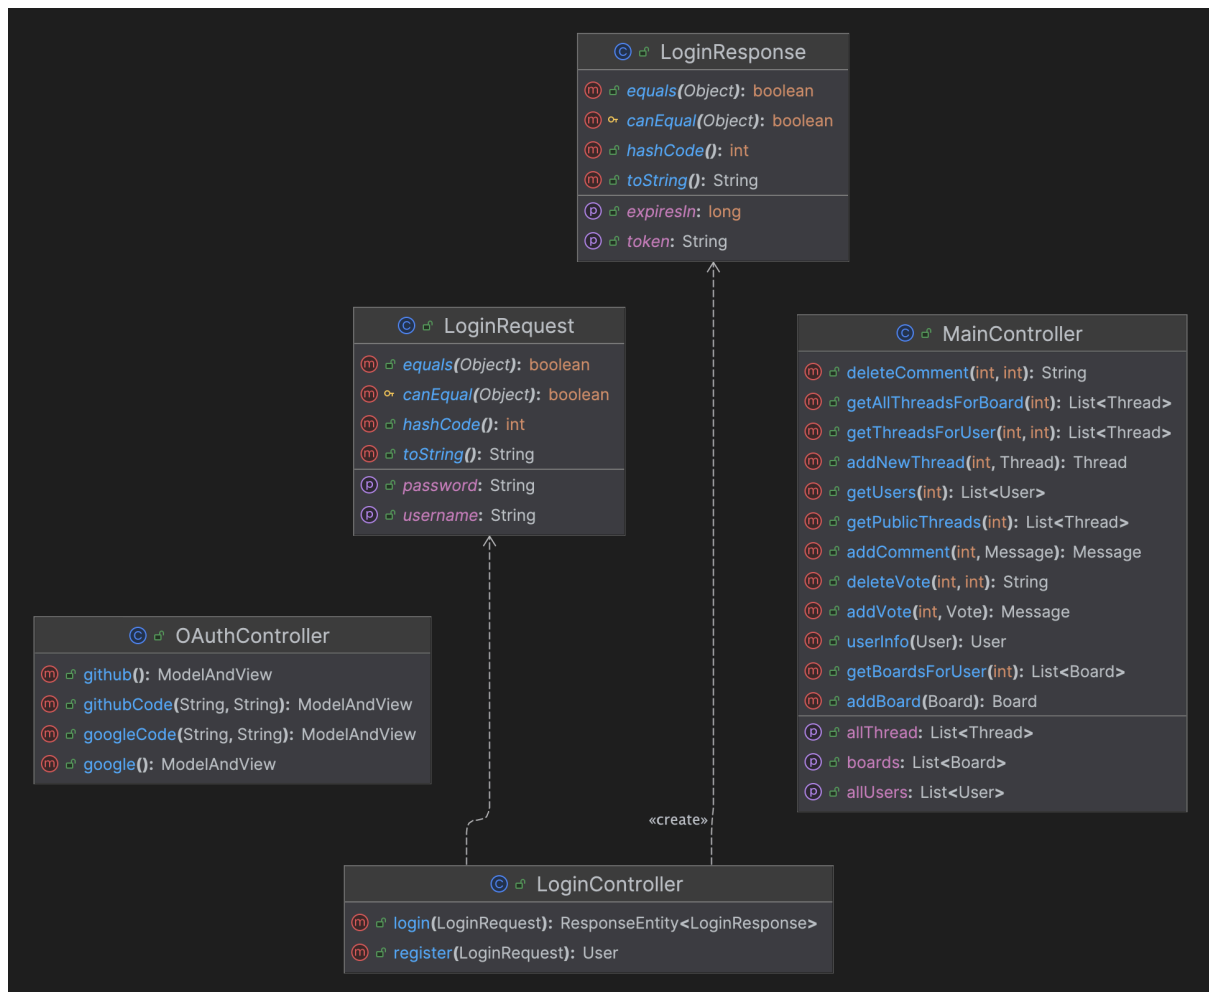 LoginResponse
equals(Object): boolean
canEqual(Object): boolean
hashCode(): int
toString(): String
expiresIn: long
token: String
LoginRequest
equals(Object): boolean
canEqual(Object): boolean
hashCode(): int
toString(): String
password: String
username: String
MainController
deleteComment(int, int): String
getAllThreadsForBoard(int): List<Thread>
getThreadsForUser(int, int): List<Thread>
addNewThread(int, Thread): Thread
getUsers(int): List<User>
getPublicThreads(int): List<Thread>
addComment(int, Message): Message
deleteVote(int, int): String
addVote(int, Vote): Message
userInfo(User): User
getBoardsForUser(int): List<Board>
addBoard(Board): Board
allThread: List<Thread>
boards: List<Board>
allUsers: List<User>
OAuthController
github(): ModelAndView
githubCode(String, String): ModelAndView
googleCode(String, String): ModelAndView
google(): ModelAndView
«create»
LoginController
login(LoginRequest): ResponseEntity<LoginResponse>
register(LoginRequest): User